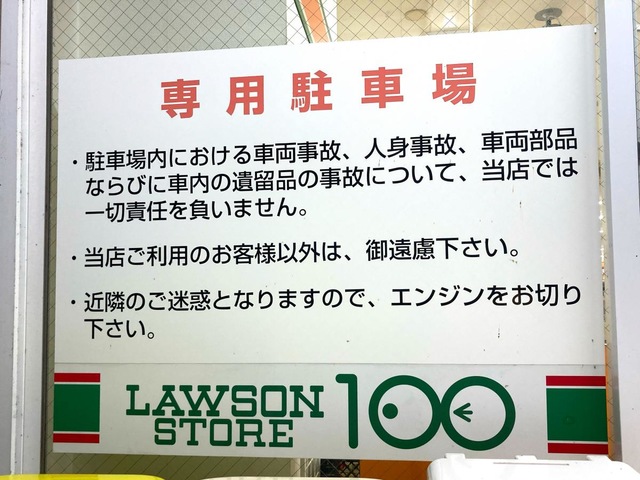 専用駐車場
・駐車場内における車両事故、人身事故、車両部品
ならびに車内の遺留品の事故について、当店では
一切責任を負いません。
・当店ご利用のお客様以外は、御遠慮下さい。
・近隣のご迷惑となりますので、エンジンをお切り
下さい。
LAWSON
STORE 100